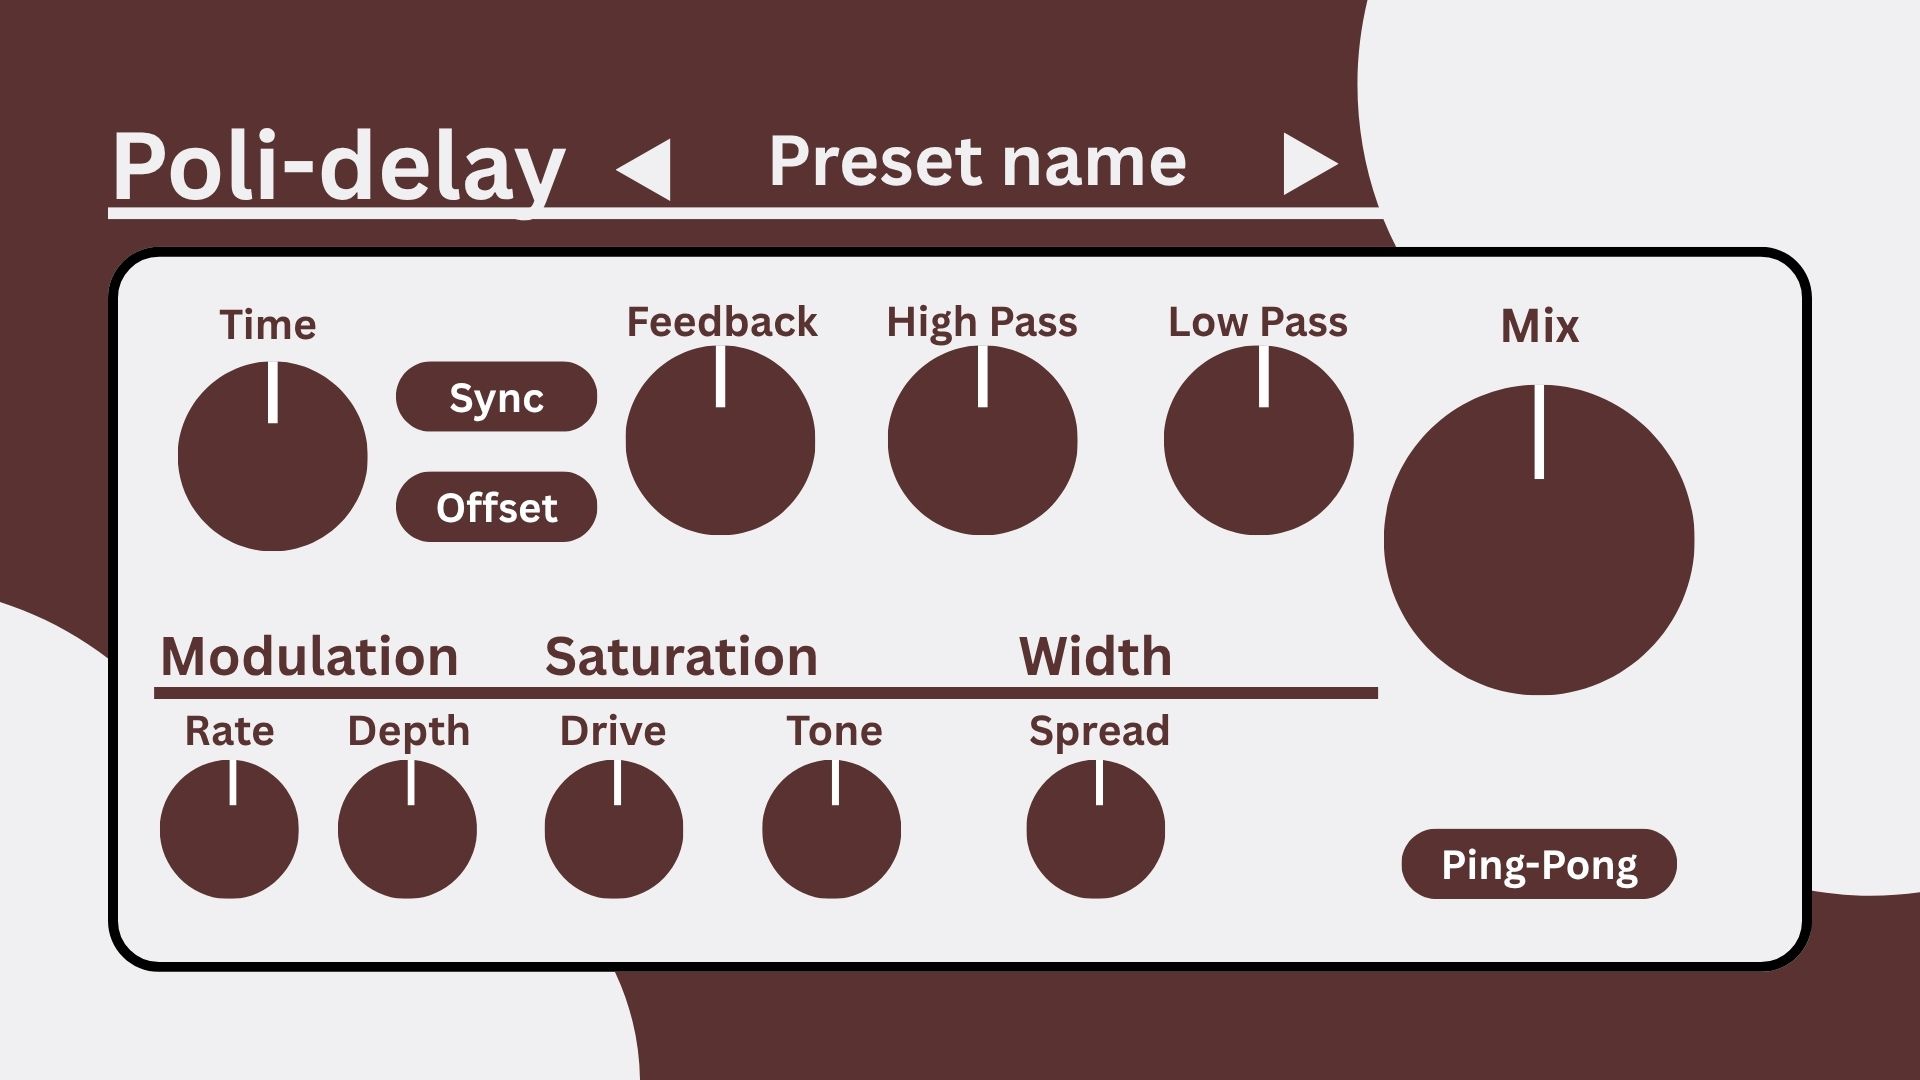 Poli-delay
Preset name
Time
Feedback
High Pass
Low Pass
Mix
Sync
Offset
Modulation
Saturation
Width
Rate
Depth
Drive
Tone
Spread
Ping-Pong